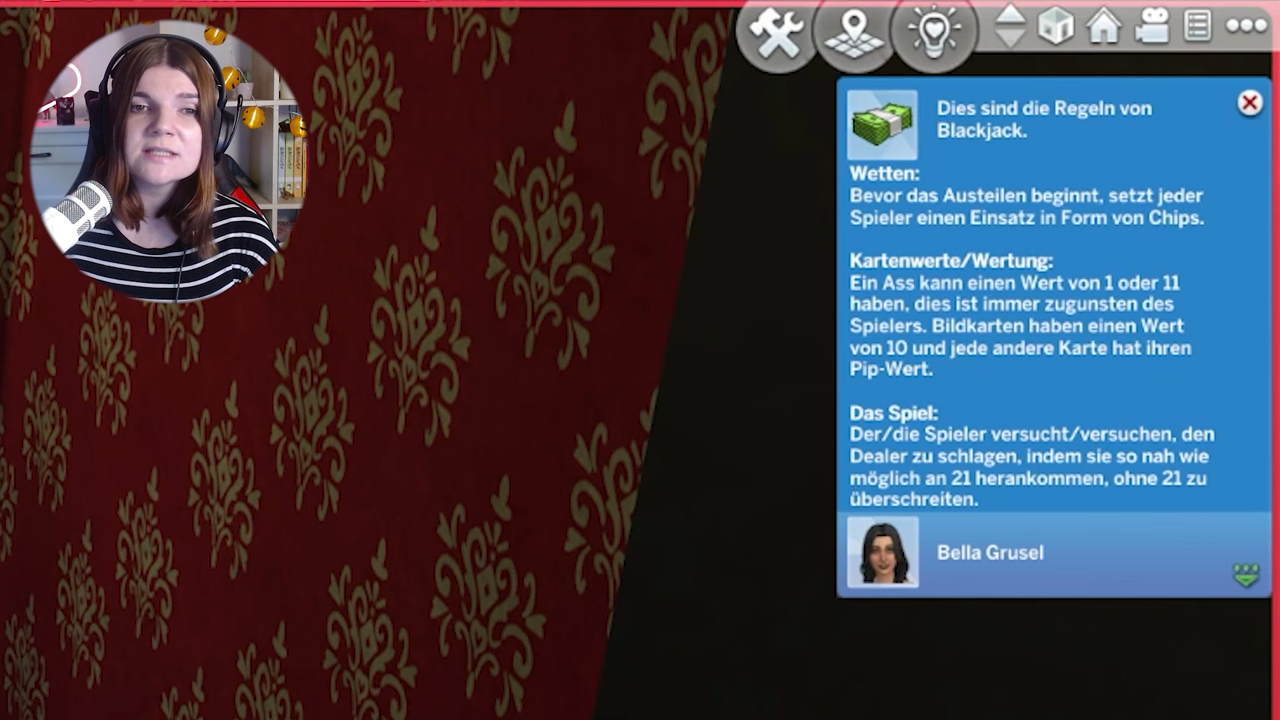 Dies sind die Regeln von
Blackjack.
Wetten:
Bevor das Austeilen beginnt, setzt jeder
Spieler einen Einsatz in Form von Chips.
Kartenwerte/Wertung:
Ein Ass kann einen Wert von 1 oder 11
haben, dies ist immer zugunsten des
Spielers. Bildkarten haben einen Wert
von 10 und jede andere Karte hat ihren
Pip-Wert.
Das Spiel:
Der/die Spieler versucht/versuchen, den
Dealer zu schlagen, indem sie so nah wie
möglich an 21 herankommen, ohne 21 zu
überschreiten.
Bella Grusel